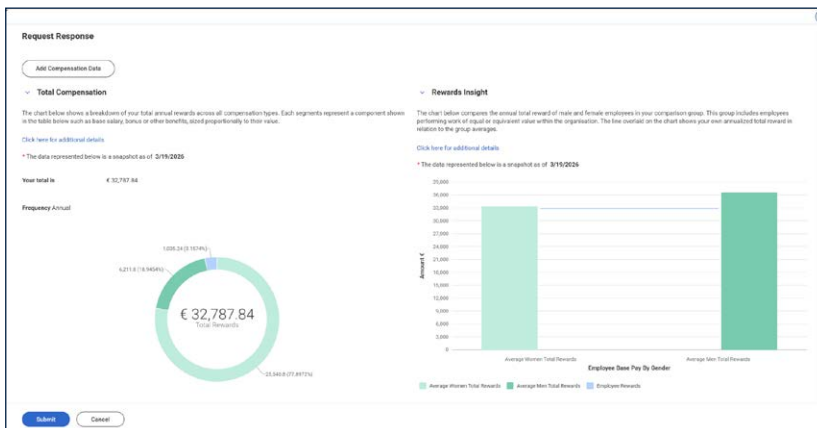 Request Response
Add Compensation Data
Total Compensation
The chart below shows a breakdown of your total annual rewards across all compensation types. Each segments represent a component shown
in the table below such as base salary, bonus or other benefits, sized proportionally to their value.
Click here for additional details
* The data represented below is a snapshot as of 3/19/2026
Your total is € 32,787.84
Frequency Annual
€ 32,787.84
Total Rewards
Rewards Insight
The chart below compares the annual total reward of male and female employees in your comparison group. This group includes employees
performing work of equal or equivalent value within the organisation. The line overlaid on the chart shows your own annualized total reward in
relation to the group averages.
Click here for additional details
* The data represented below is a snapshot as of 3/19/2026
Amount €
39,000
36,000
33,000
30,000
27,000
24,000
21,000
18,000
15,000
12,000
9,000
6,000
3,000
0
Average Women Total Rewards
Average Men Total Rewards
Employee Base Pay By Gender
Average Women Total Rewards Average Men Total Rewards Employee Rewards
Submit
Cancel